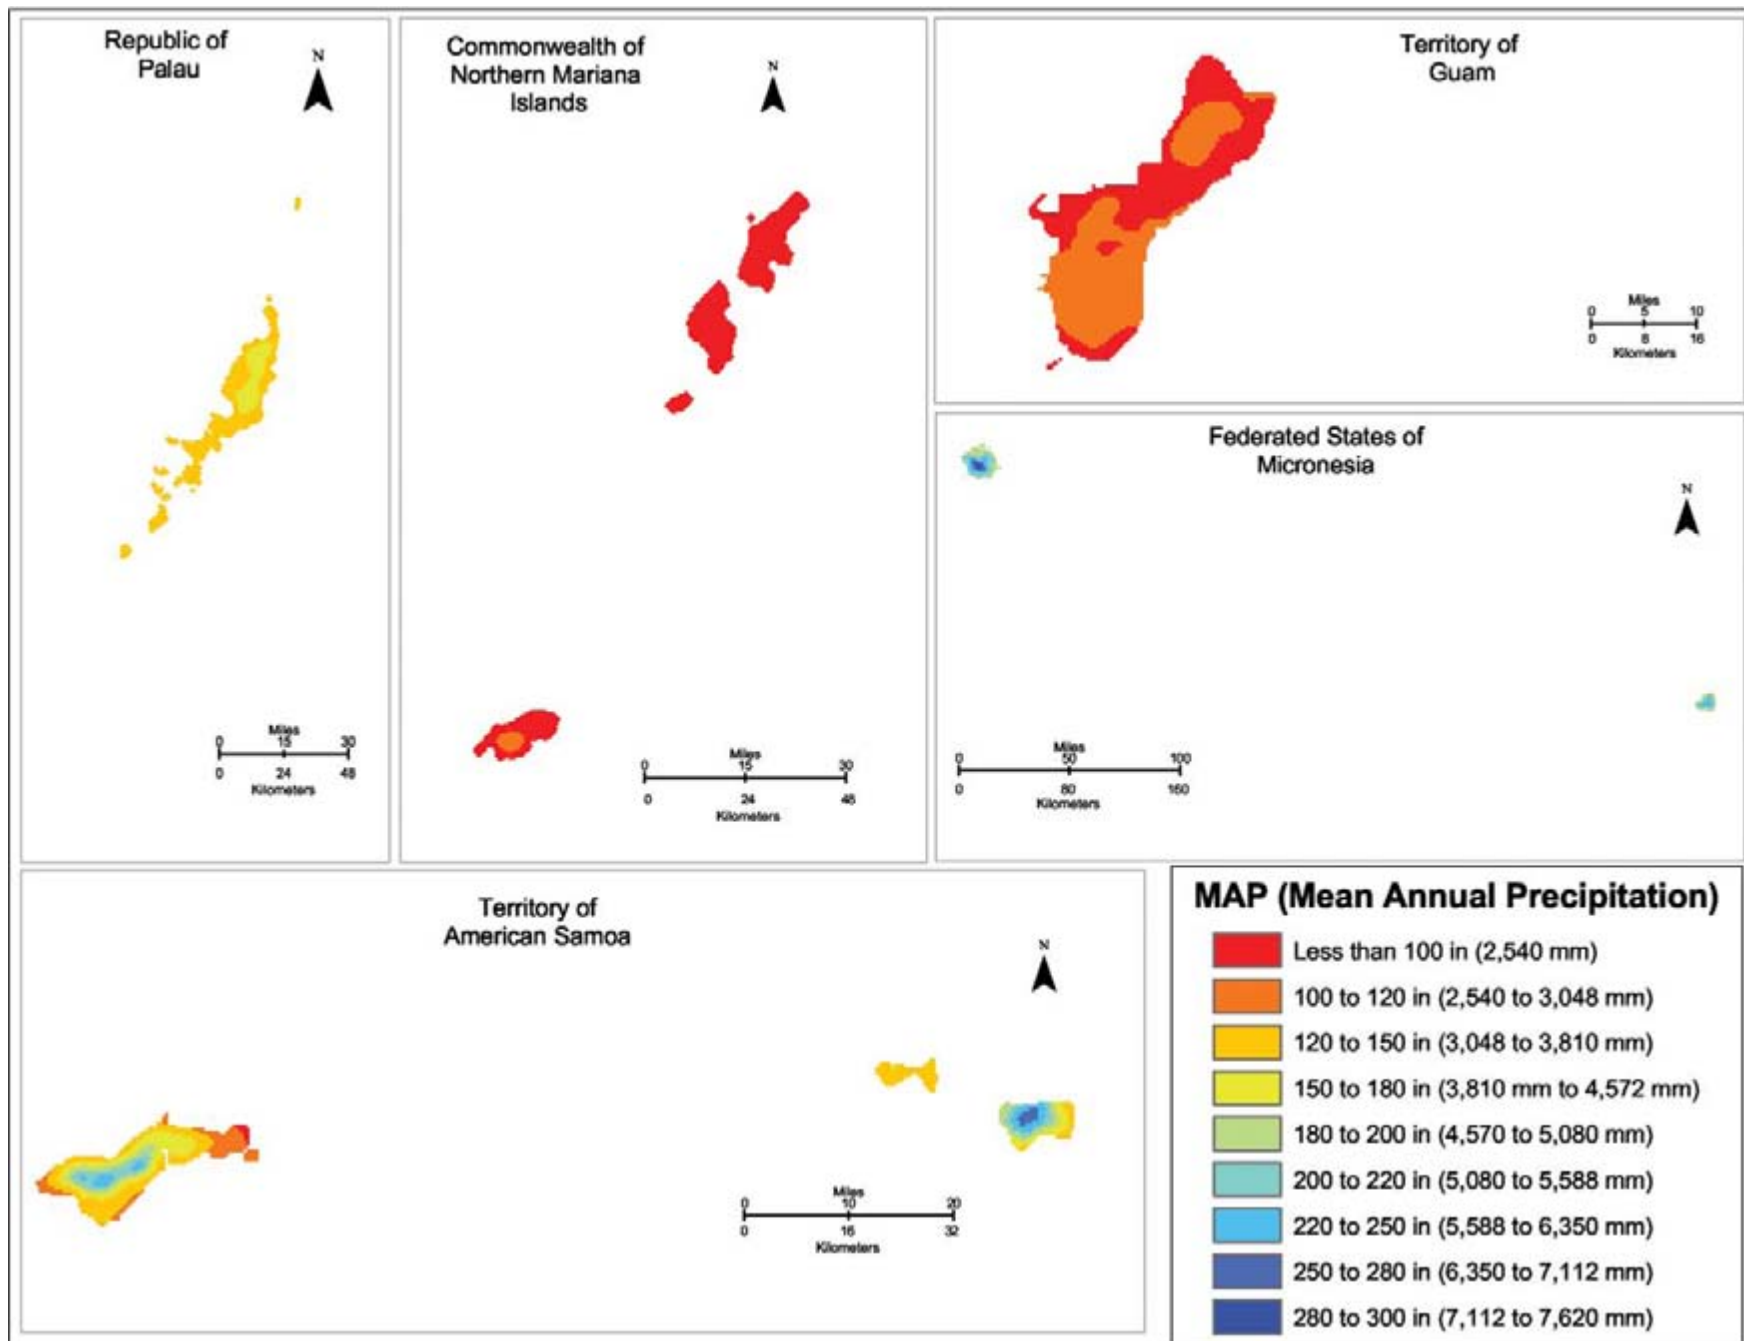 Republic of
Palau
N
0 Miles 15 30
0 24 48
Kilometers
Commonwealth of
Northern Mariana
Islands
N
Miles
0 15 30
0 24 48
Kilometers
Territory of
Guam
Miles
0 5 10
0 8 16
Kilometers
Federated States of
Micronesia
N
Miles
0 50 100
0 80 160
Kilometers
Territory of
American Samoa
N
Miles
0 10 20
0 16 32
Kilometers
MAP (Mean Annual Precipitation)
Less than 100 in (2,540 mm)
100 to 120 in (2,540 to 3,048 mm)
120 to 150 in (3,048 to 3,810 mm)
150 to 180 in (3,810 mm to 4,572 mm)
180 to 200 in (4,570 to 5,080 mm)
200 to 220 in (5,080 to 5,588 mm)
220 to 250 in (5,588 to 6,350 mm)
250 to 280 in (6,350 to 7,112 mm)
280 to 300 in (7,112 to 7,620 mm)